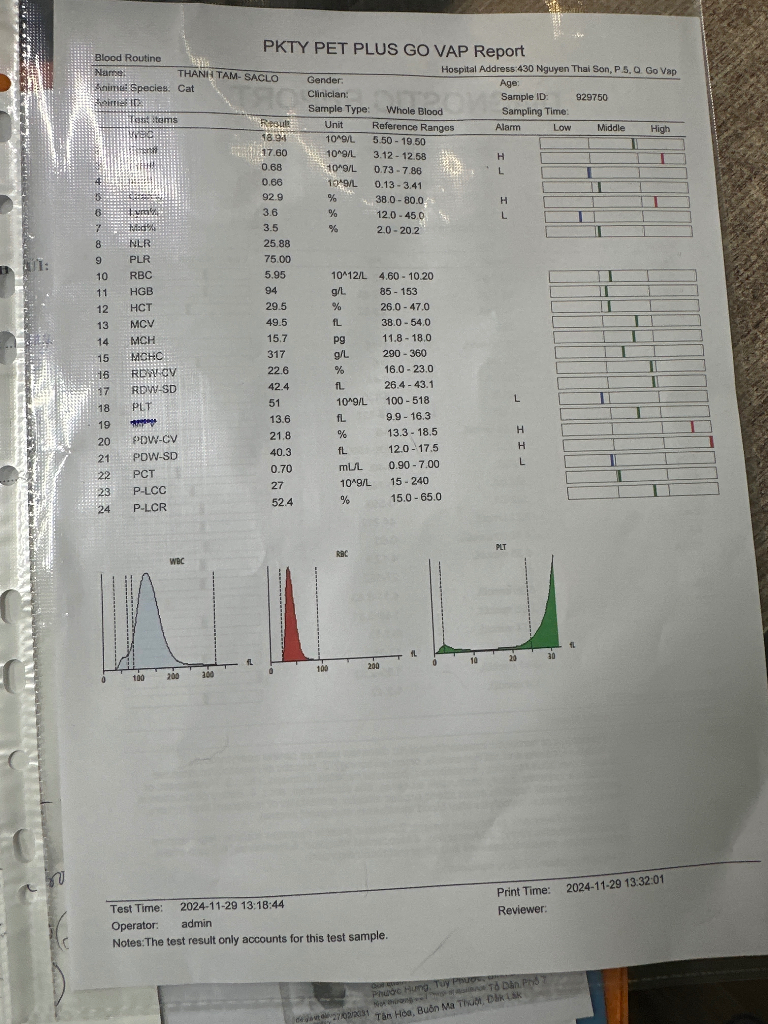 PKTY PET PLUS GO VAP Report
Blood Routine Hospital Address:430 Nguyen Thai Son, P.5, Q. Go Vap
Name: THANH TAM- SACLO Gender: Age:
Animal Species: Cat Clinician: Sample ID: 929750
Animal ID: Sample Type: Whole Blood Sampling Time:
Test Items Result Unit Reference Ranges Alarm Low Middle High
WBC 18.94 10^9/L 5.50 - 19.50
17.60 10^9/L 3.12 - 12.58 H
0.68 10^9/L 0.73 - 7.86 L
4 0.66 10^9/L 0.13 - 3.41
5 92.9 % 38.0 - 80.0 H
6 Lym% 3.6 % 12.0 - 45.0 L
7 Mid% 3.5 % 2.0 - 20.2
8 NLR 25.88
9 PLR 75.00
10 RBC 5.95 10^12/L 4.60 - 10.20
11 HGB 94 g/L 85 - 153
12 HCT 29.5 % 26.0 - 47.0
13 MCV 49.5 fL 38.0 - 54.0
14 MCH 15.7 pg 11.8 - 18.0
15 MCHC 317 g/L 290 - 360
16 RDW-CV 22.6 % 16.0 - 23.0
17 RDW-SD 42.4 fL 26.4 - 43.1
18 PLT 51 10^9/L 100 - 518 L
19 13.6 fL 9.9 - 16.3
20 PDW-CV 21.8 % 13.3 - 18.5 H
21 PDW-SD 40.3 fL 12.0 - 17.5 H
22 PCT 0.70 mL/L 0.90 - 7.00 L
23 P-LCC 27 10^9/L 15 - 240
24 P-LCR 52.4 % 15.0 - 65.0
WBC RBC PLT
0 100 200 300 fL 0 100 200 fL 0 10 20 30 fL
Test Time: 2024-11-29 13:18:44 Print Time: 2024-11-29 13:32:01
Operator: admin Reviewer:
Notes:The test result only accounts for this test sample.
Phước Hưng, Tuy Phước,
Tổ Dân Phố 7
Tân Hòa, Buôn Ma Thuột, Đắk Lắk